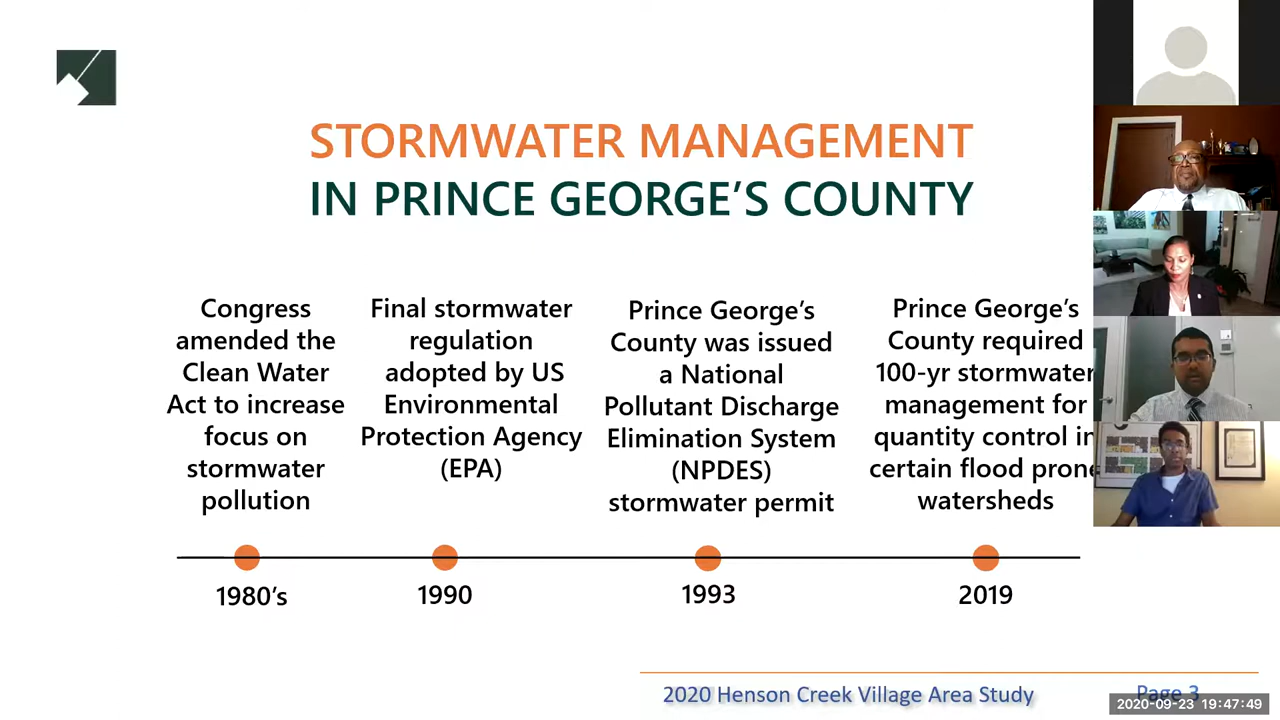 STORMWATER MANAGEMENT
IN PRINCE GEORGE’S COUNTY
Congress
amended the
Clean Water
Act to increase
focus on
stormwater
pollution
Final stormwater
regulation
adopted by US
Environmental
Protection Agency
(EPA)
Prince George’s
County was issued
a National
Pollutant Discharge
Elimination System
(NPDES)
stormwater permit
Prince George’s
County required
100-yr stormwater
management for
quantity control in
certain flood prone
watersheds
1980’s
1990
1993
2019
2020 Henson Creek Village Area Study
Page 3
2020-09-23 19:47:49